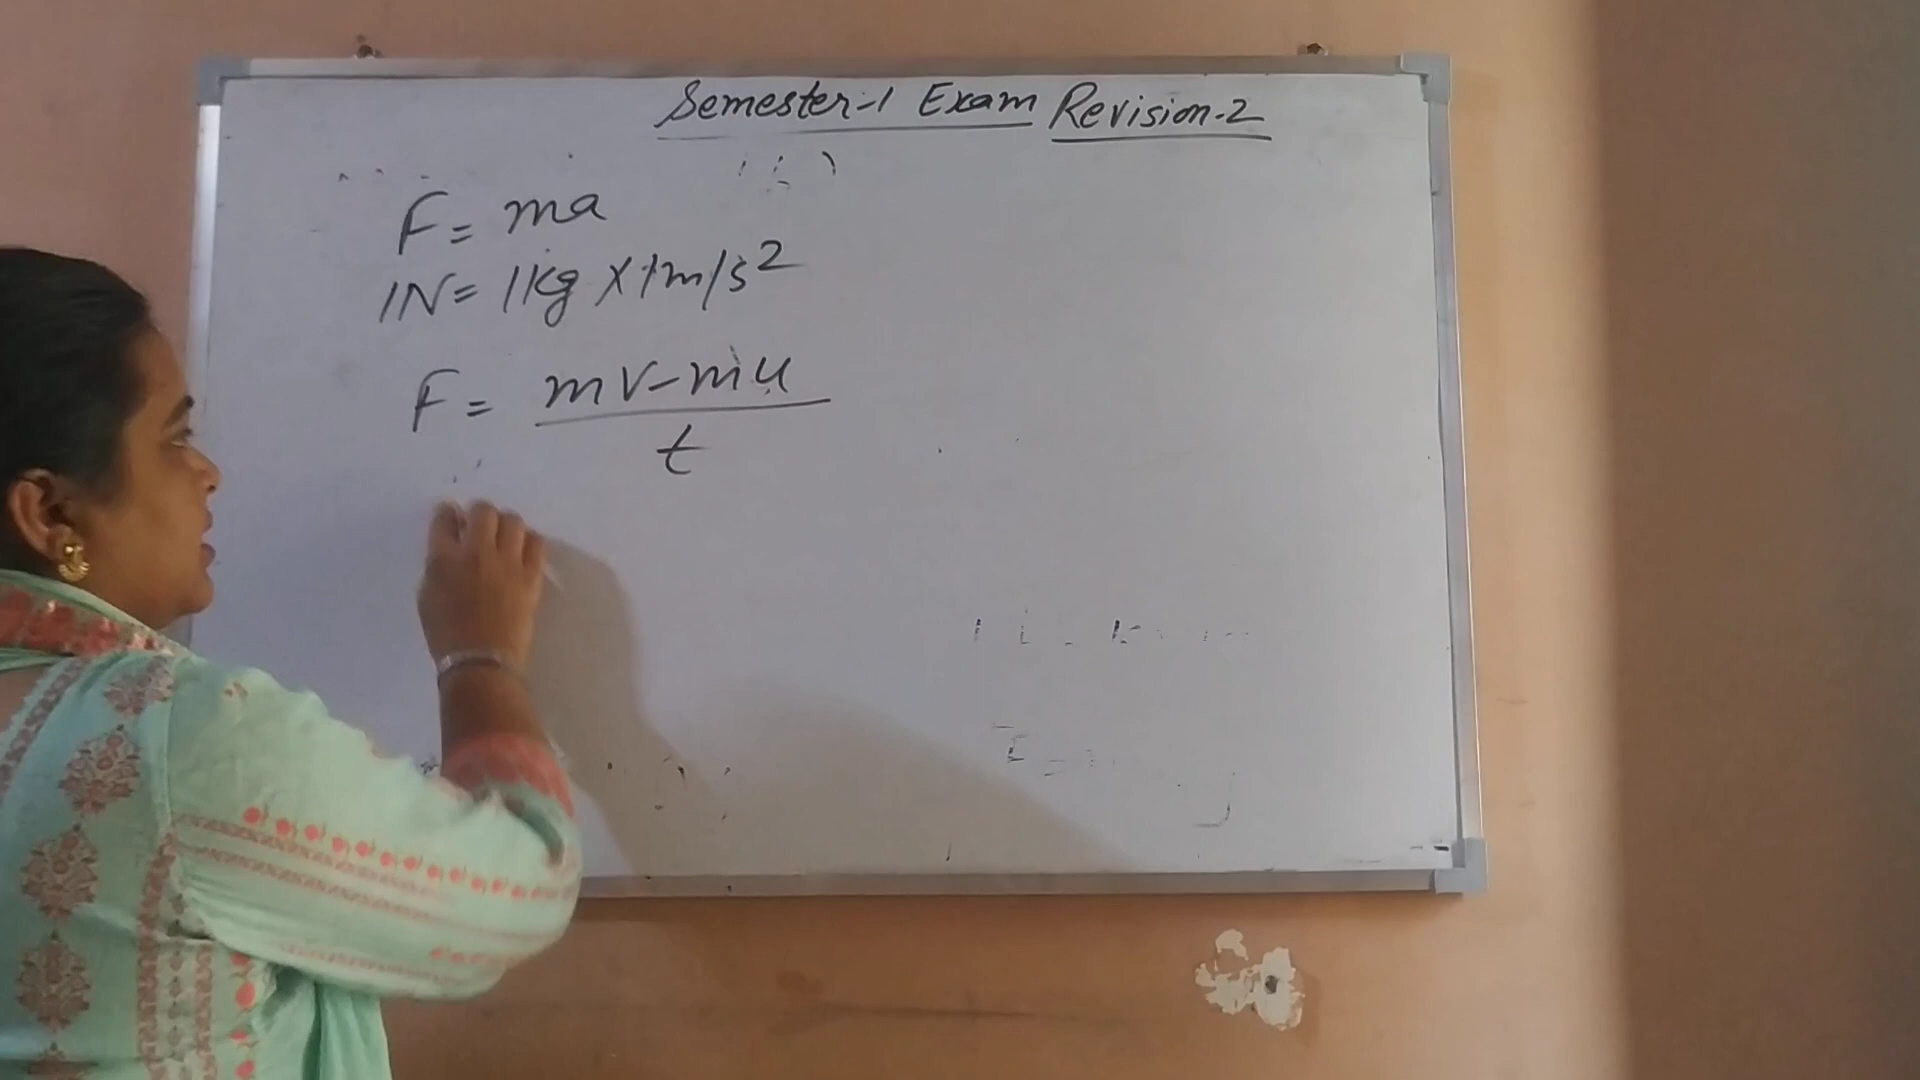 Semester-1 Exam Revision-2
F = ma
1N = 1kg X 1m/s²
F = mv-mu
t